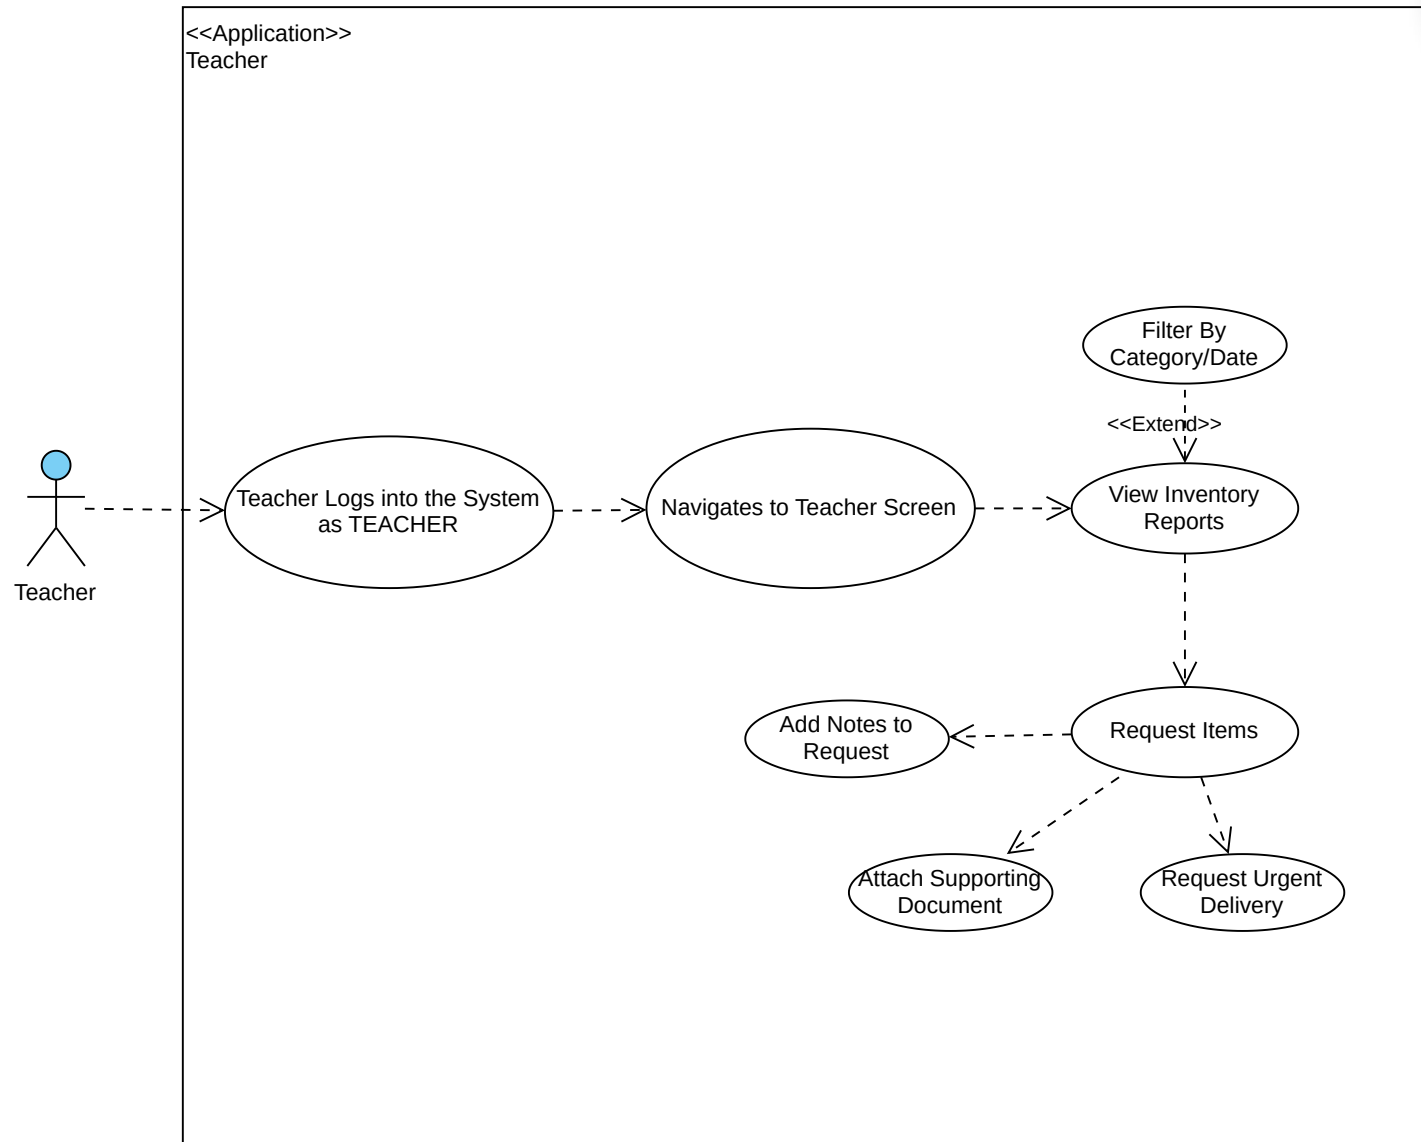 <<Application>>
Teacher
Filter By
Category/Date
<<Extend>>
Teacher Logs into the System
as TEACHER
Navigates to Teacher Screen
View Inventory
Reports
Teacher
Add Notes to
Request
Request Items
Attach Supporting
Document
Request Urgent
Delivery